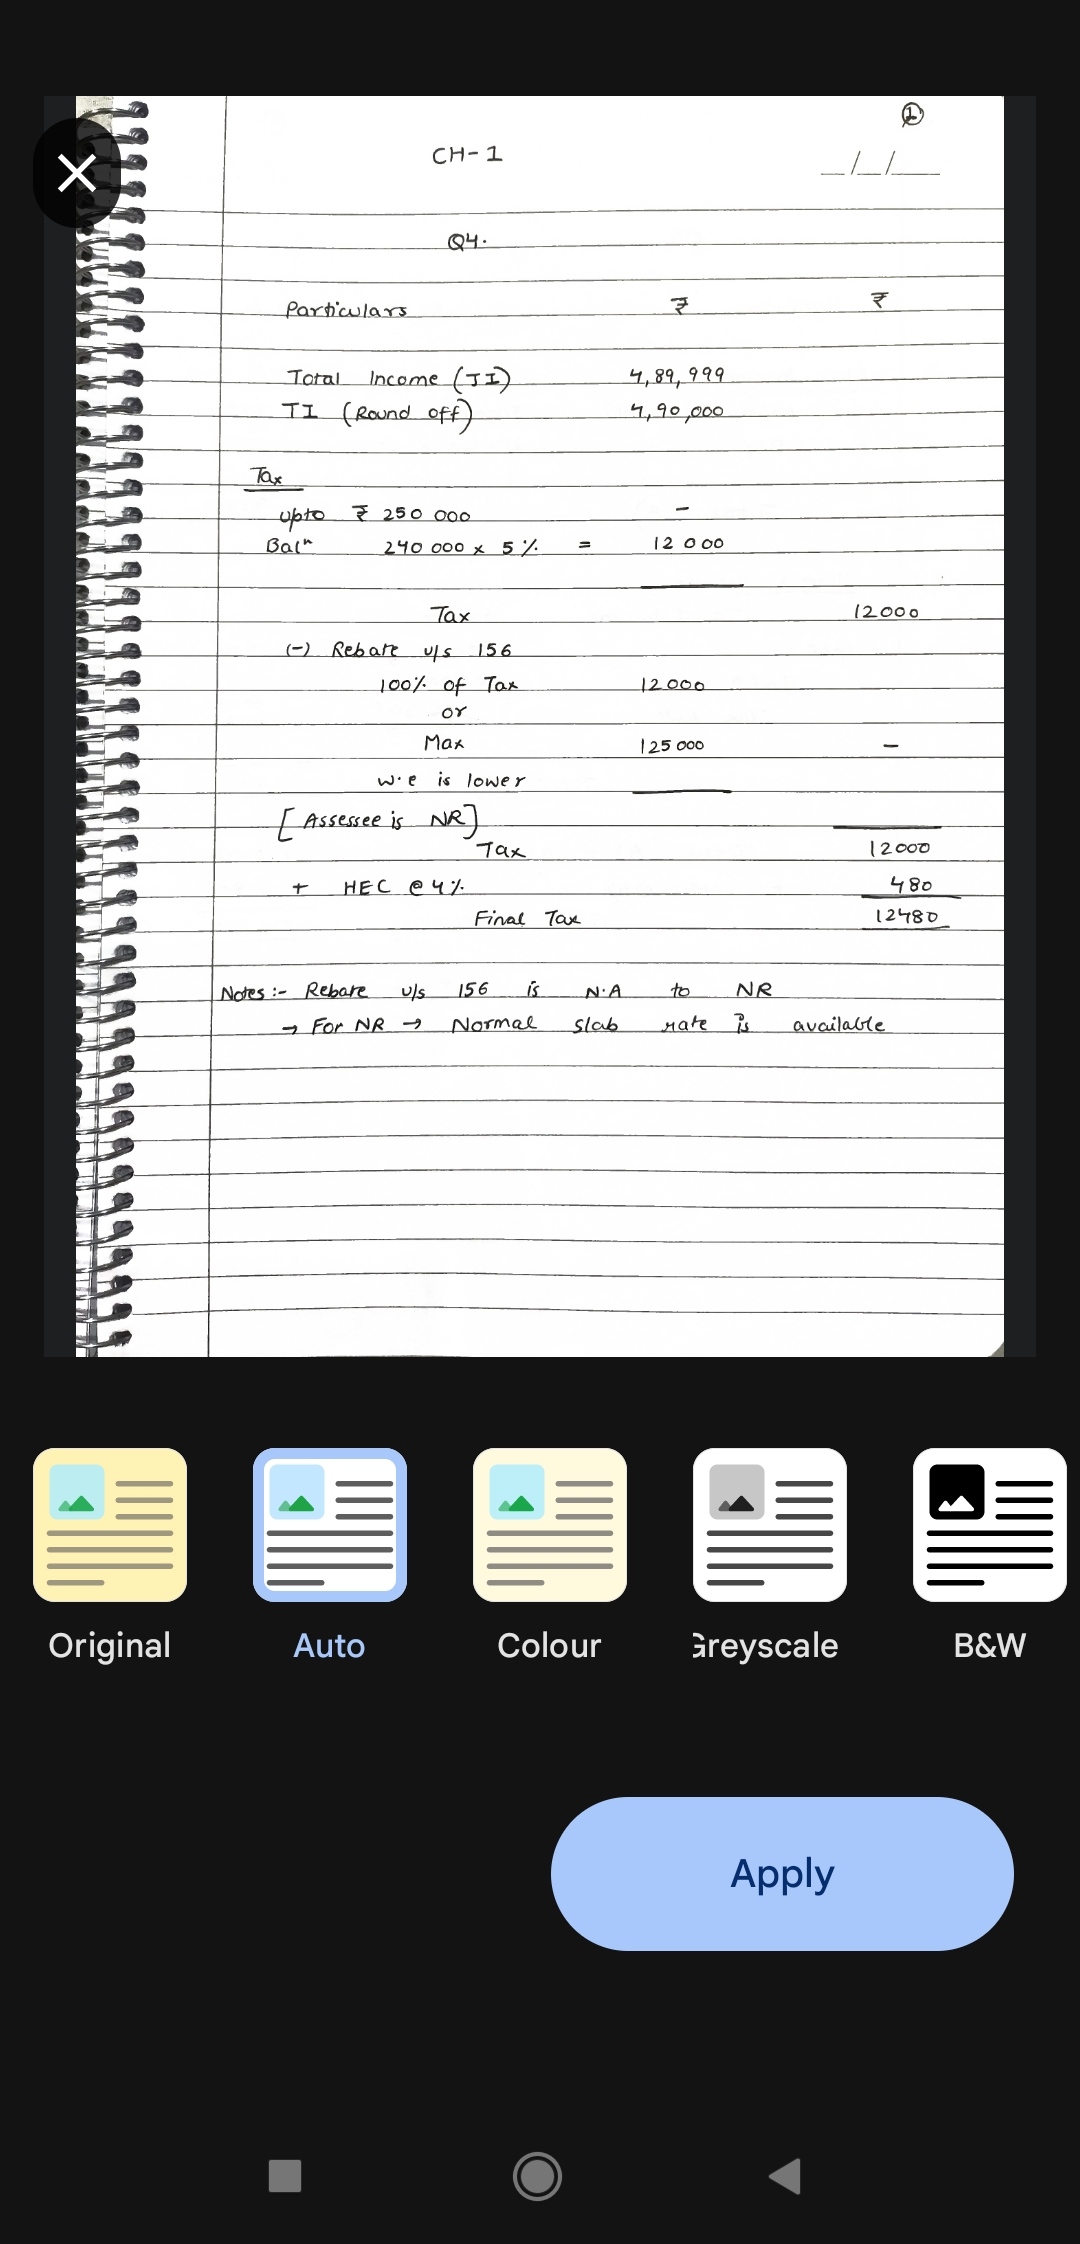 1
CH-1
_/_/__
Q4.
Particulars ₹ ₹
Total Income (TI) 4,89,999
TI (Round off) 4,90,000
Tax
upto ₹ 250 000 -
Balⁿ 240 000 x 5% = 12 000
Tax 12000
(-) Rebate u/s 156
100% of Tax 12000
or
Max 125000 -
w.e is lower
[Assessee is NR]
Tax 12000
+ HEC @ 4% 480
Final Tax 12480
Notes :- Rebate u/s 156 is N.A to NR
→ For NR → Normal slab rate is available
Original Auto Colour Greyscale B&W
Apply